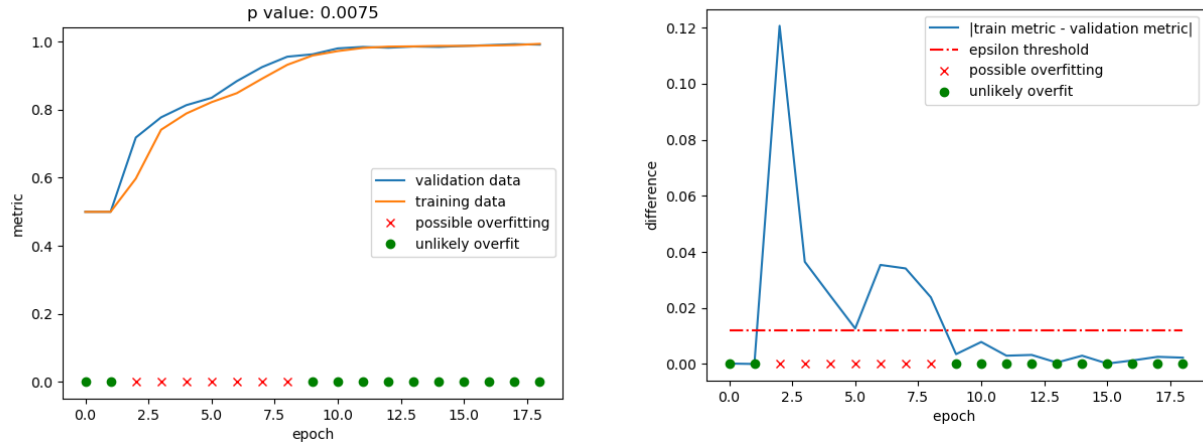 p value: 0.0075
metric
1.0
0.8
0.6
0.4
0.2
0.0
validation data
training data
possible overfitting
unlikely overfit
0.0 2.5 5.0 7.5 10.0 12.5 15.0 17.5
epoch
difference
0.12
0.10
0.08
0.06
0.04
0.02
0.00
|train metric - validation metric|
epsilon threshold
possible overfitting
unlikely overfit
0.0 2.5 5.0 7.5 10.0 12.5 15.0 17.5
epoch